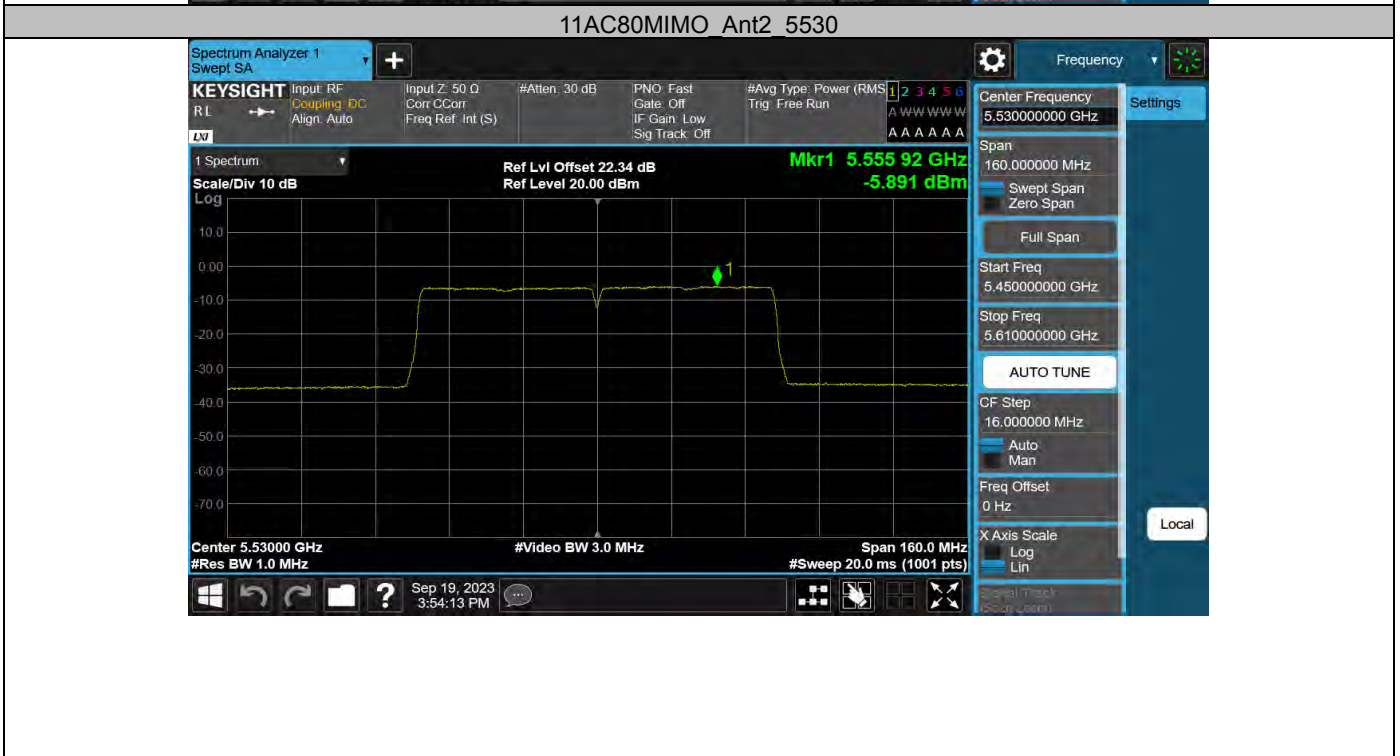 11AC80MIMO_Ant2_5530
Spectrum Analyzer 1
Swept SA
+
Frequency
KEYSIGHT
Input: RF
Input Z: 50 Ω
#Atten: 30 dB
PNO: Fast
#Avg Type: Power (RMS
1 2 3 4 5 6
RL
Coupling: DC
Corr CCorr
Gate: Off
Trig: Free Run
A W W W W W
Align: Auto
Freq Ref: Int (S)
IF Gain: Low
LXI
Sig Track: Off
A A A A A A
1 Spectrum
Ref Lvl Offset 22.34 dB
Mkr1 5.555 92 GHz
Scale/Div 10 dB
Ref Level 20.00 dBm
-5.891 dBm
Log
10.0
0.00
1
-10.0
-20.0
-30.0
-40.0
-50.0
-60.0
-70.0
Center 5.53000 GHz
#Video BW 3.0 MHz
Span 160.0 MHz
#Res BW 1.0 MHz
#Sweep 20.0 ms (1001 pts)
Center Frequency
5.530000000 GHz
Settings
Span
160.000000 MHz
Swept Span
Zero Span
Full Span
Start Freq
5.450000000 GHz
Stop Freq
5.610000000 GHz
AUTO TUNE
CF Step
16.000000 MHz
Auto
Man
Freq Offset
0 Hz
X Axis Scale
Log
Lin
Local
Signal Track
(Span Zoom)
?
Sep 19, 2023
3:54:13 PM